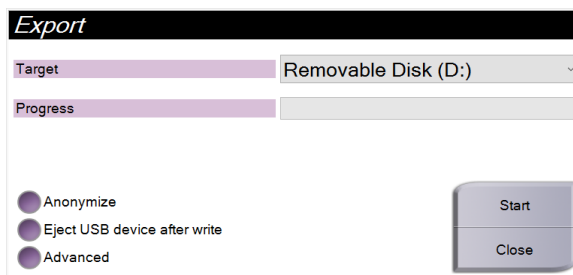 Export
Target
Removable Disk (D:)
Progress
Anonymize
Eject USB device after write
Advanced
Start
Close